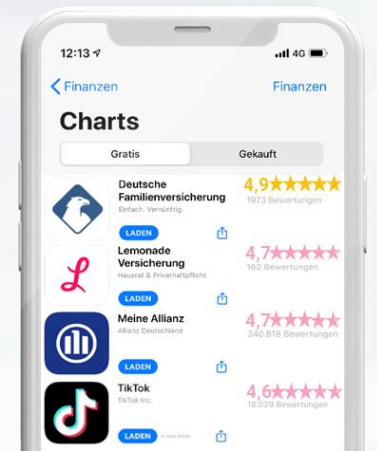 12:13
4G
Finanzen
Finanzen
Charts
Gratis
Gekauft
Deutsche
Familienversicherung
Einfach. Vernünftig.
LADEN
4,9★★★★★
1973 Bewertungen
Lemonade
Versicherung
Hausrat & Privathaftpflicht
LADEN
4,7★★★★★
162 Bewertungen
Meine Allianz
Allianz Deutschland
LADEN
4,7★★★★★
340.818 Bewertungen
TikTok
TikTok Inc.
LADEN
4,6★★★★★
18.029 Bewertungen